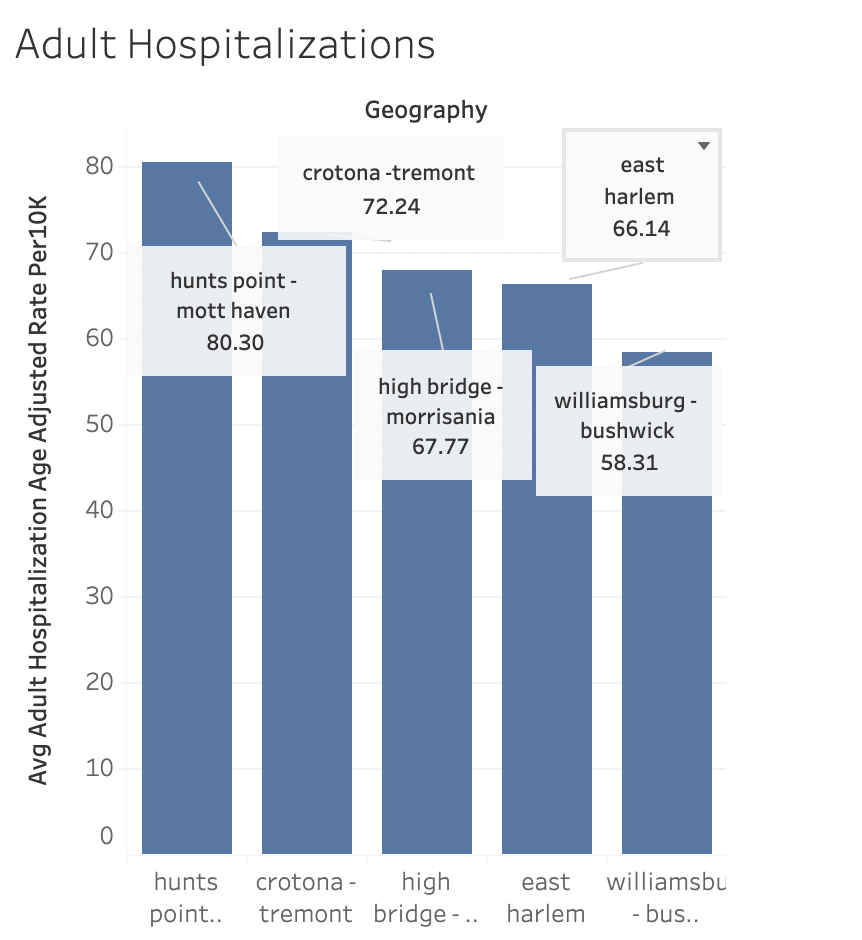 Adult Hospitalizations
Geography
Avg Adult Hospitalization Age Adjusted Rate Per10K
80
70
60
50
40
30
20
10
0
crotona -tremont
72.24
east
harlem
66.14
hunts point -
mott haven
80.30
high bridge -
morrisania
67.77
williamsburg -
bushwick
58.31
hunts
point..
crotona -
tremont
high
bridge - ..
east
harlem
williamsbu
- bus..